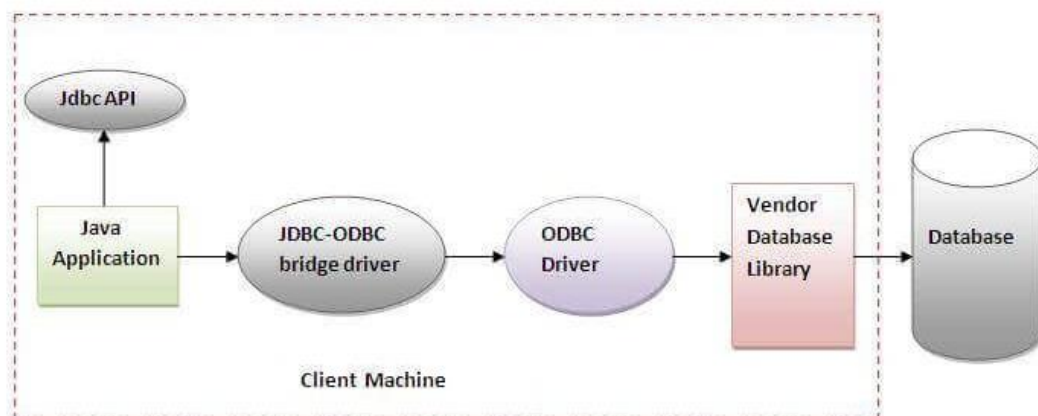 Jdbc API
Java
Application
JDBC-ODBC
bridge driver
ODBC
Driver
Vendor
Database
Library
Database
Client Machine